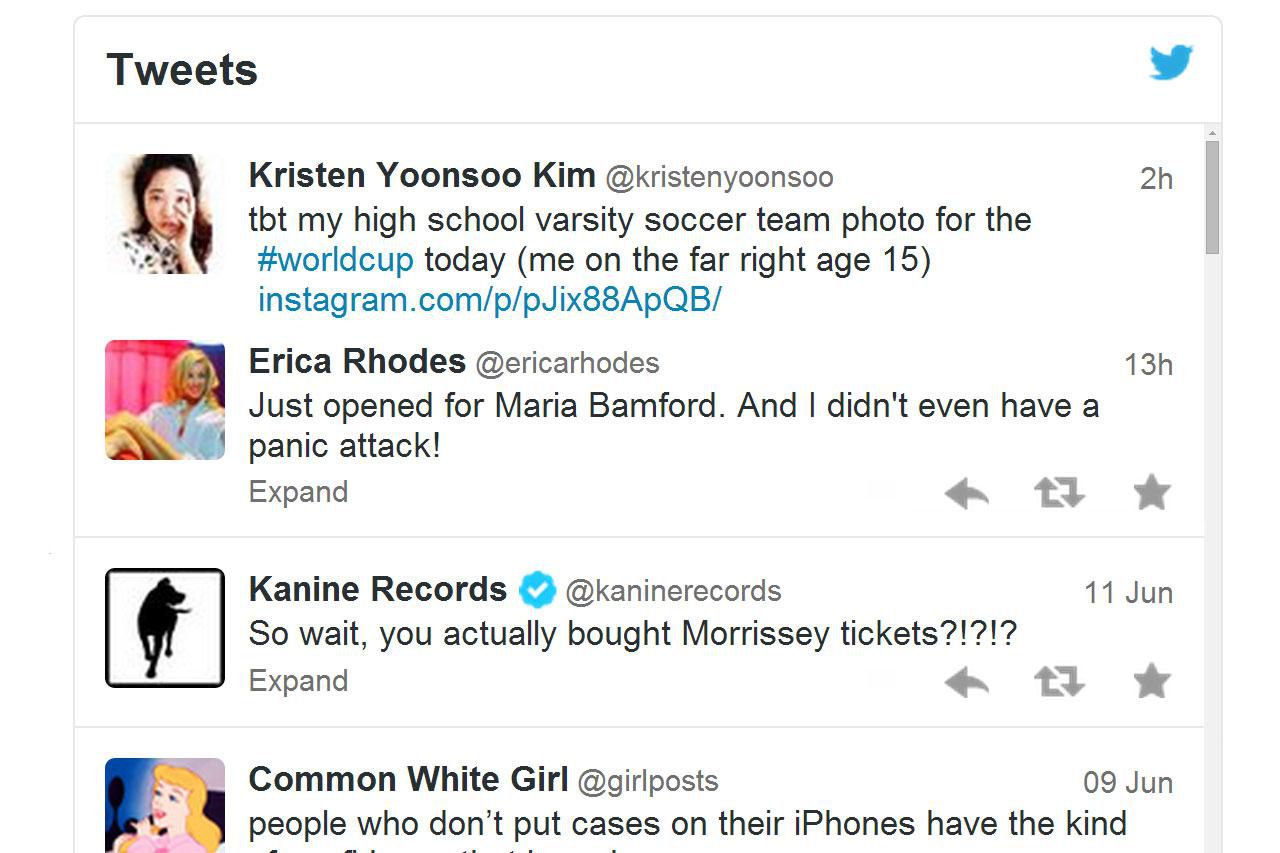 Tweets
Kristen Yoonsoo Kim @kristenyoonsoo 2h
tbt my high school varsity soccer team photo for the
#worldcup today (me on the far right age 15)
instagram.com/p/pJix88ApQB/
Erica Rhodes @ericarhodes 13h
Just opened for Maria Bamford. And I didn't even have a
panic attack!
Expand
Kanine Records @kaninerecords 11 Jun
So wait, you actually bought Morrissey tickets?!?!?
Expand
Common White Girl @girlposts 09 Jun
people who don’t put cases on their iPhones have the kind